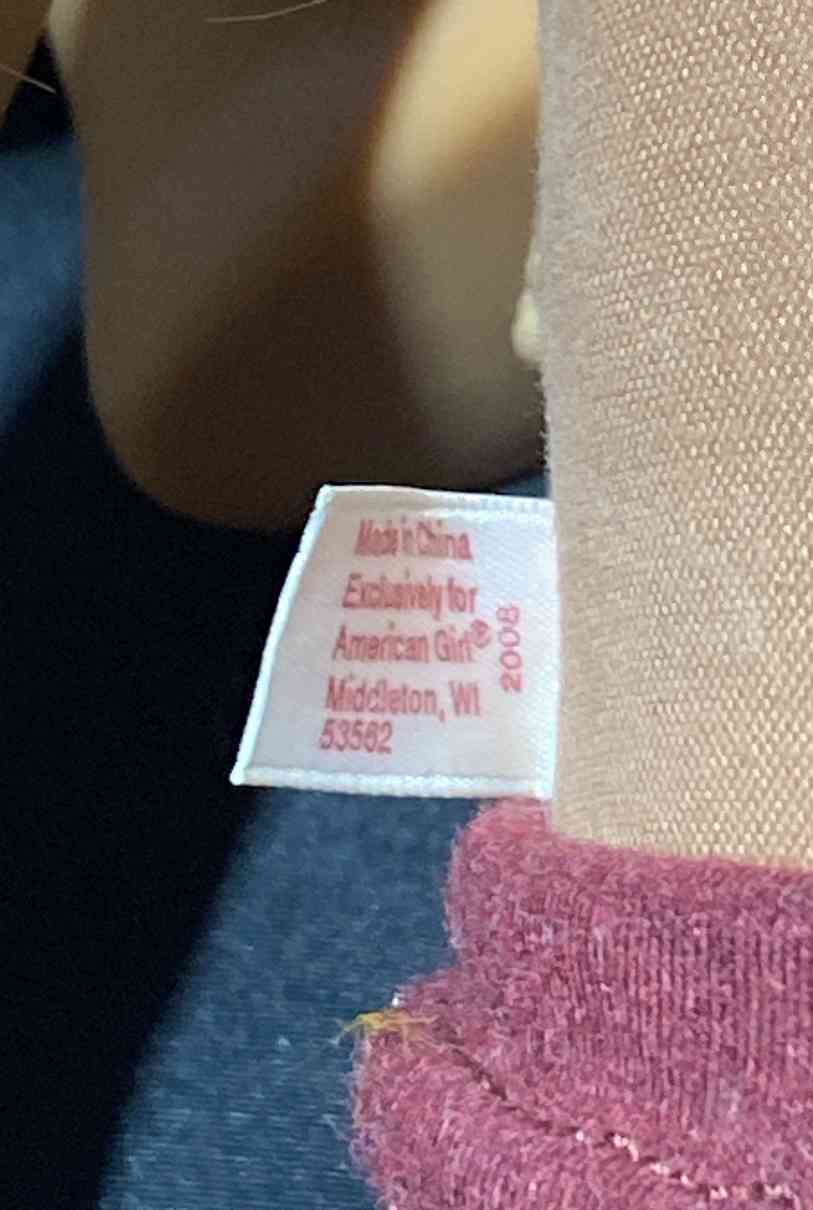 Made in China
Exclusively for
American Girl®
Middleton, WI
53562
2008